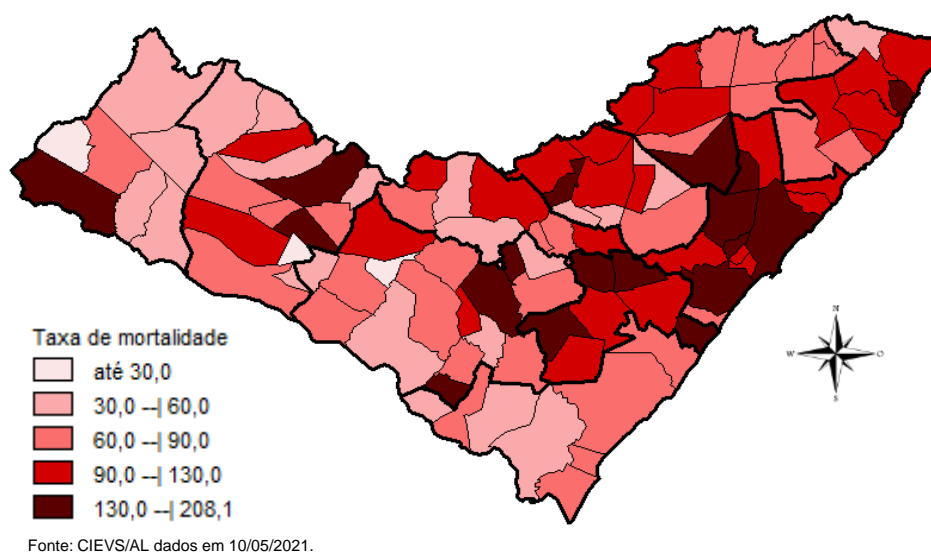 N
W
O
S
Taxa de mortalidade
até 30,0
30,0 --| 60,0
60,0 --| 90,0
90,0 --| 130,0
130,0 --| 208,1
Fonte: CIEVS/AL dados em 10/05/2021.